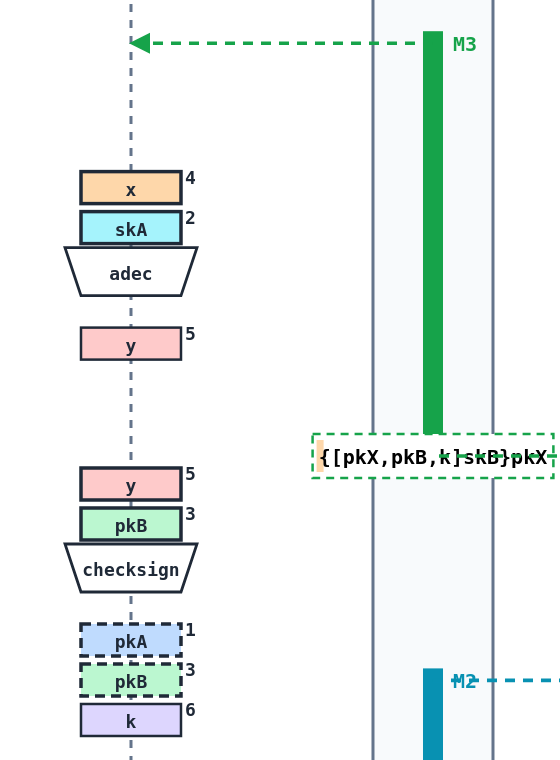 M3
x 4
skA 2
adec
y 5
{[pkX,pkB,k]skB}pkX
y 5
pkB 3
checksign
pkA 1
pkB 3
M2
k 6